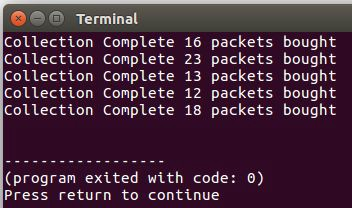 Terminal
Collection Complete 16 packets bought
Collection Complete 23 packets bought
Collection Complete 13 packets bought
Collection Complete 12 packets bought
Collection Complete 18 packets bought
------------------
(program exited with code: 0)
Press return to continue